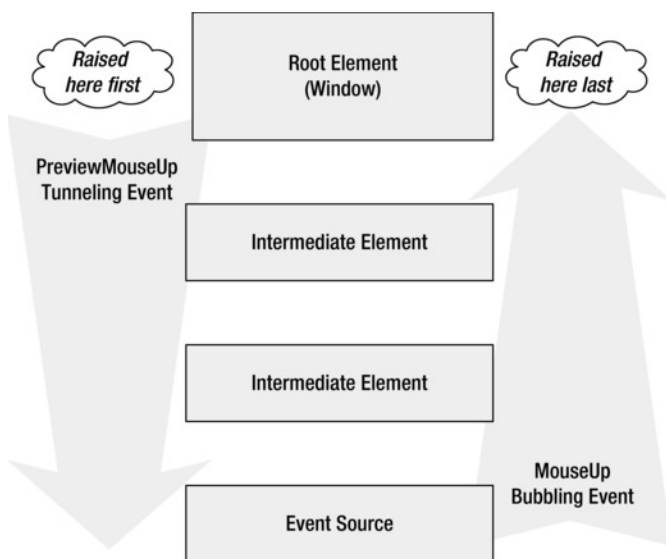 Raised
here first
Root Element
(Window)
Raised
here last
PreviewMouseUp
Tunneling Event
Intermediate Element
Intermediate Element
MouseUp
Bubbling Event
Event Source